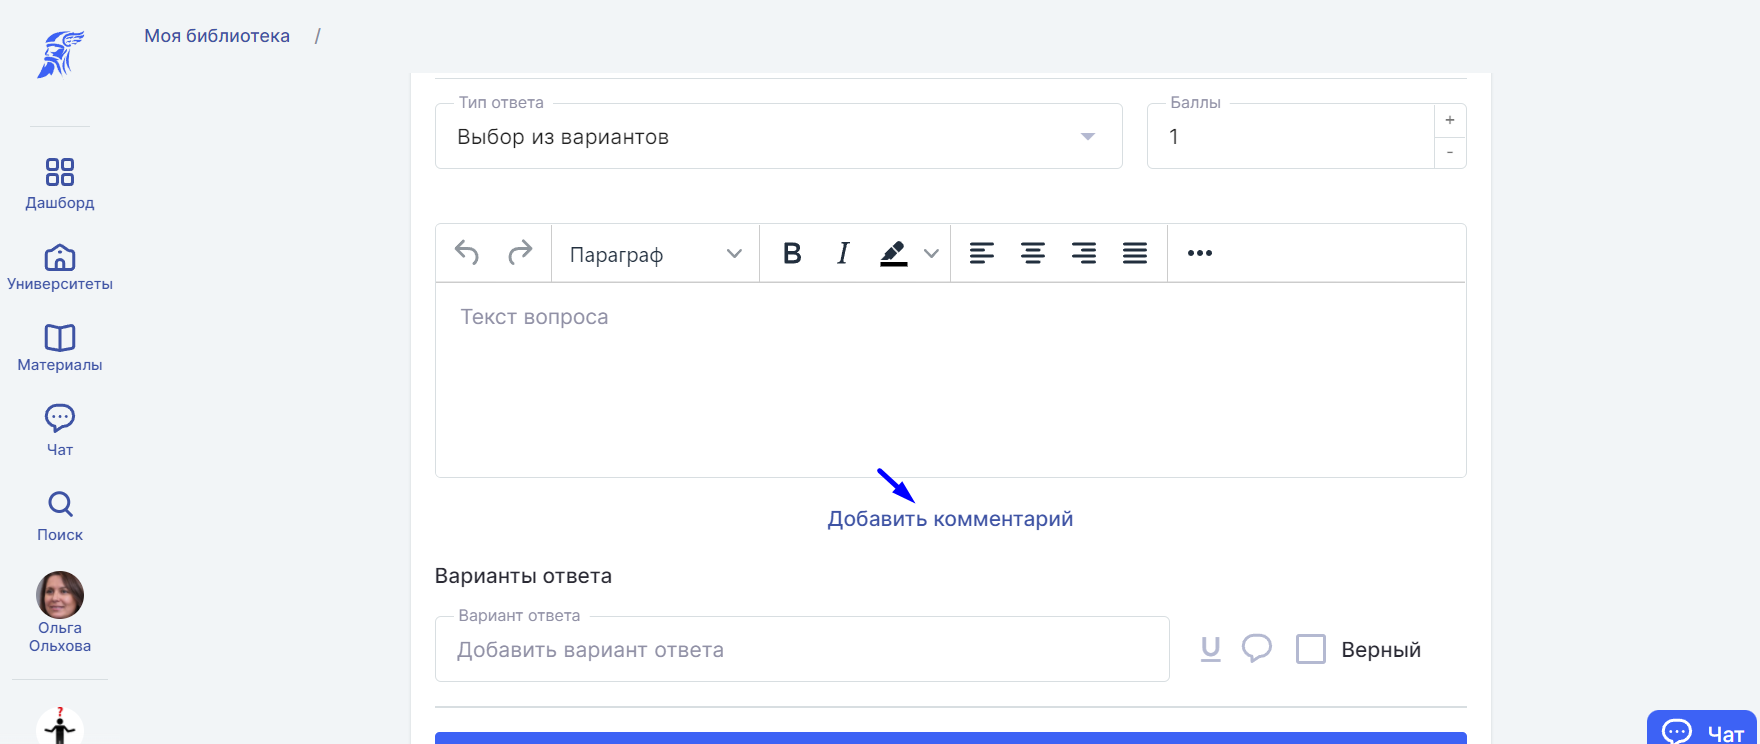 Моя библиотека /
Дашборд
Университеты
Материалы
Чат
Поиск
Ольга
Ольхова
?
Тип ответа
Выбор из вариантов
Баллы
1
+
-
Параграф
B I
Текст вопроса
Добавить комментарий
Варианты ответа
Вариант ответа
Добавить вариант ответа
U
Верный
Чат